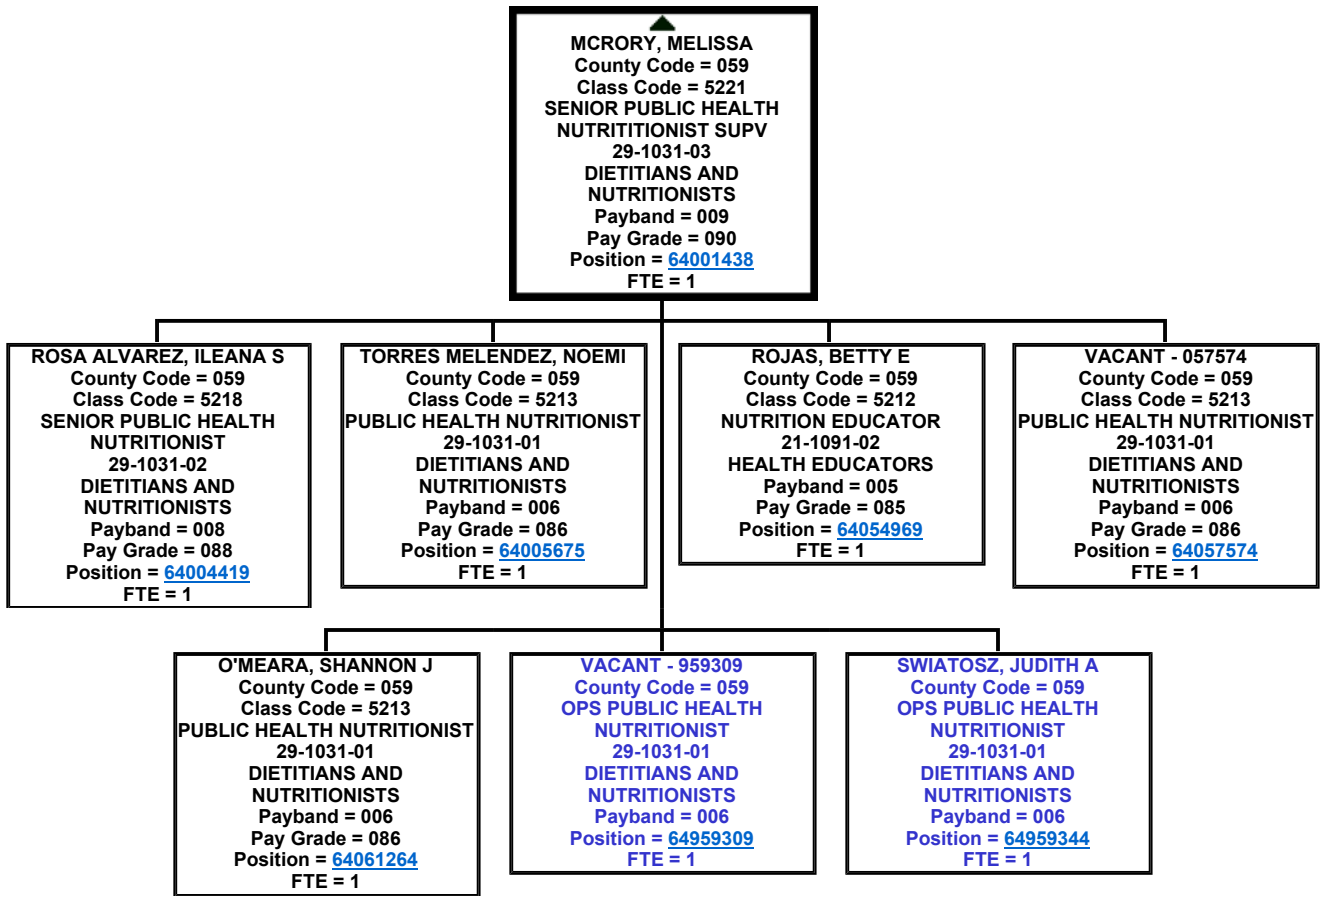 MCRORY, MELISSA
County Code = 059
Class Code = 5221
SENIOR PUBLIC HEALTH
NUTRITITIONIST SUPV
29-1031-03
DIETITIANS AND
NUTRITIONISTS
Payband = 009
Pay Grade = 090
Position = 64001438
FTE = 1
ROSA ALVAREZ, ILEANA S
County Code = 059
Class Code = 5218
SENIOR PUBLIC HEALTH
NUTRITIONIST
29-1031-02
DIETITIANS AND
NUTRITIONISTS
Payband = 008
Pay Grade = 088
Position = 64004419
FTE = 1
TORRES MELENDEZ, NOEMI
County Code = 059
Class Code = 5213
PUBLIC HEALTH NUTRITIONIST
29-1031-01
DIETITIANS AND
NUTRITIONISTS
Payband = 006
Pay Grade = 086
Position = 64005675
FTE = 1
ROJAS, BETTY E
County Code = 059
Class Code = 5212
NUTRITION EDUCATOR
21-1091-02
HEALTH EDUCATORS
Payband = 005
Pay Grade = 085
Position = 64054969
FTE = 1
VACANT - 057574
County Code = 059
Class Code = 5213
PUBLIC HEALTH NUTRITIONIST
29-1031-01
DIETITIANS AND
NUTRITIONISTS
Payband = 006
Pay Grade = 086
Position = 64057574
FTE = 1
O'MEARA, SHANNON J
County Code = 059
Class Code = 5213
PUBLIC HEALTH NUTRITIONIST
29-1031-01
DIETITIANS AND
NUTRITIONISTS
Payband = 006
Pay Grade = 086
Position = 64061264
FTE = 1
VACANT - 959309
County Code = 059
OPS PUBLIC HEALTH
NUTRITIONIST
29-1031-01
DIETITIANS AND
NUTRITIONISTS
Payband = 006
Position = 64959309
FTE = 1
SWIATOSZ, JUDITH A
County Code = 059
OPS PUBLIC HEALTH
NUTRITIONIST
29-1031-01
DIETITIANS AND
NUTRITIONISTS
Payband = 006
Position = 64959344
FTE = 1